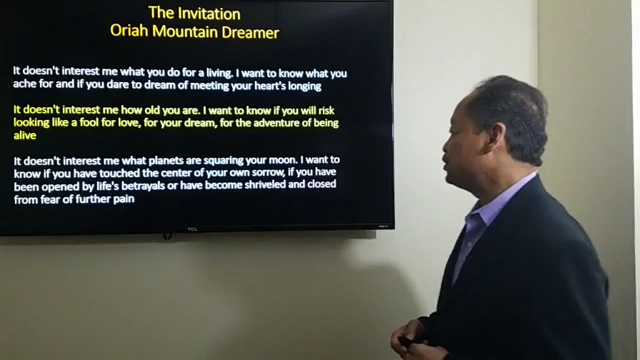 The Invitation
Oriah Mountain Dreamer
It doesn't interest me what you do for a living. I want to know what you
ache for and if you dare to dream of meeting your heart's longing
It doesn't interest me how old you are. I want to know if you will risk
looking like a fool for love, for your dream, for the adventure of being
alive
It doesn't interest me what planets are squaring your moon. I want to
know if you have touched the center of your own sorrow, if you have
been opened by life's betrayals or have become shriveled and closed
from fear of further pain
TCL